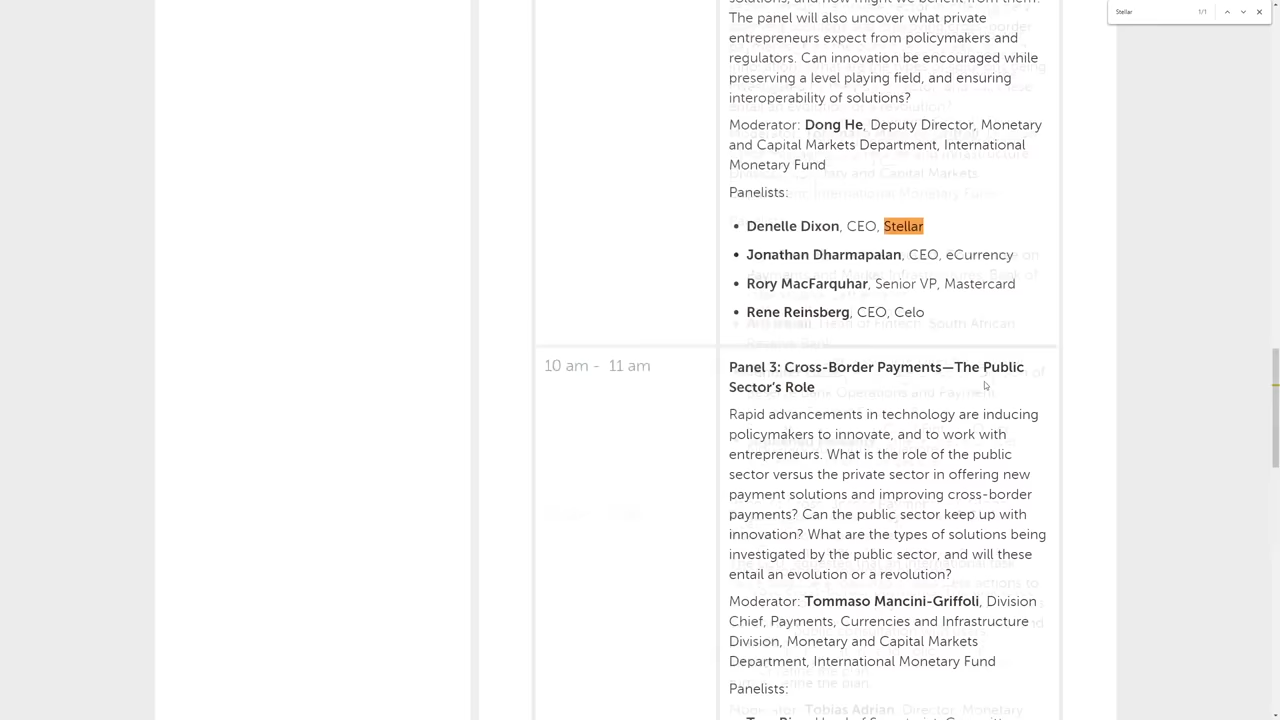 Stellar
1/1
The panel will also uncover what private
entrepreneurs expect from policymakers and
regulators. Can innovation be encouraged while
preserving a level playing field, and ensuring
interoperability of solutions?
Moderator: Dong He, Deputy Director, Monetary
and Capital Markets Department, International
Monetary Fund
Panelists:
• Denelle Dixon, CEO, Stellar
• Jonathan Dharmapalan, CEO, eCurrency
• Rory MacFarquhar, Senior VP, Mastercard
• Rene Reinsberg, CEO, Celo
10 am - 11 am
Panel 3: Cross-Border Payments—The Public
Sector's Role
Rapid advancements in technology are inducing
policymakers to innovate, and to work with
entrepreneurs. What is the role of the public
sector versus the private sector in offering new
payment solutions and improving cross-border
payments? Can the public sector keep up with
innovation? What are the types of solutions being
investigated by the public sector, and will these
entail an evolution or a revolution?
Moderator: Tommaso Mancini-Griffoli, Division
Chief, Payments, Currencies and Infrastructure
Division, Monetary and Capital Markets
Department, International Monetary Fund
Panelists: